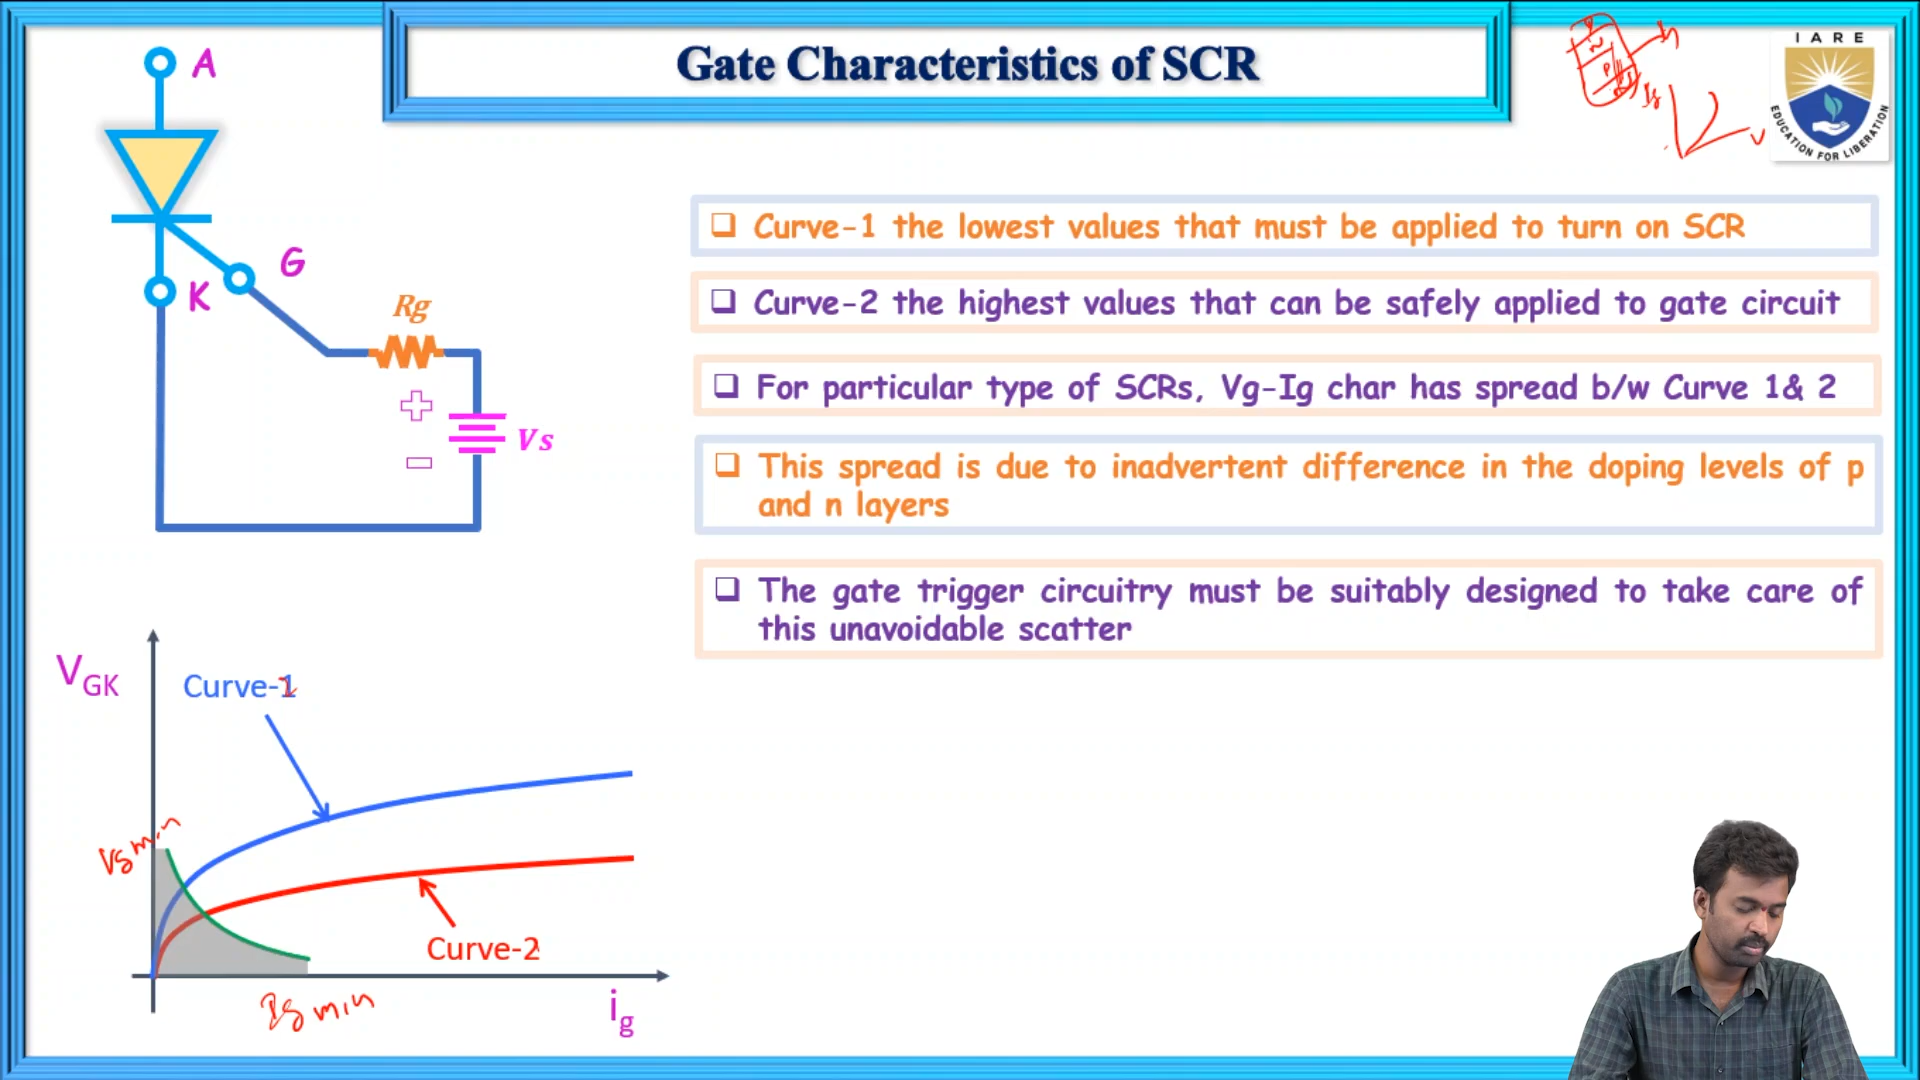 Gate Characteristics of SCR
IARE
EDUCATION FOR LIBERATION
A
G
K
Rg
Vs
❑ Curve-1 the lowest values that must be applied to turn on SCR
❑ Curve-2 the highest values that can be safely applied to gate circuit
❑ For particular type of SCRs, Vg-Ig char has spread b/w Curve 1& 2
❑ This spread is due to inadvertent difference in the doping levels of p
and n layers
❑ The gate trigger circuitry must be suitably designed to take care of
this unavoidable scatter
VGK
Curve-1
Vg min
Curve-2
Ig min
ig